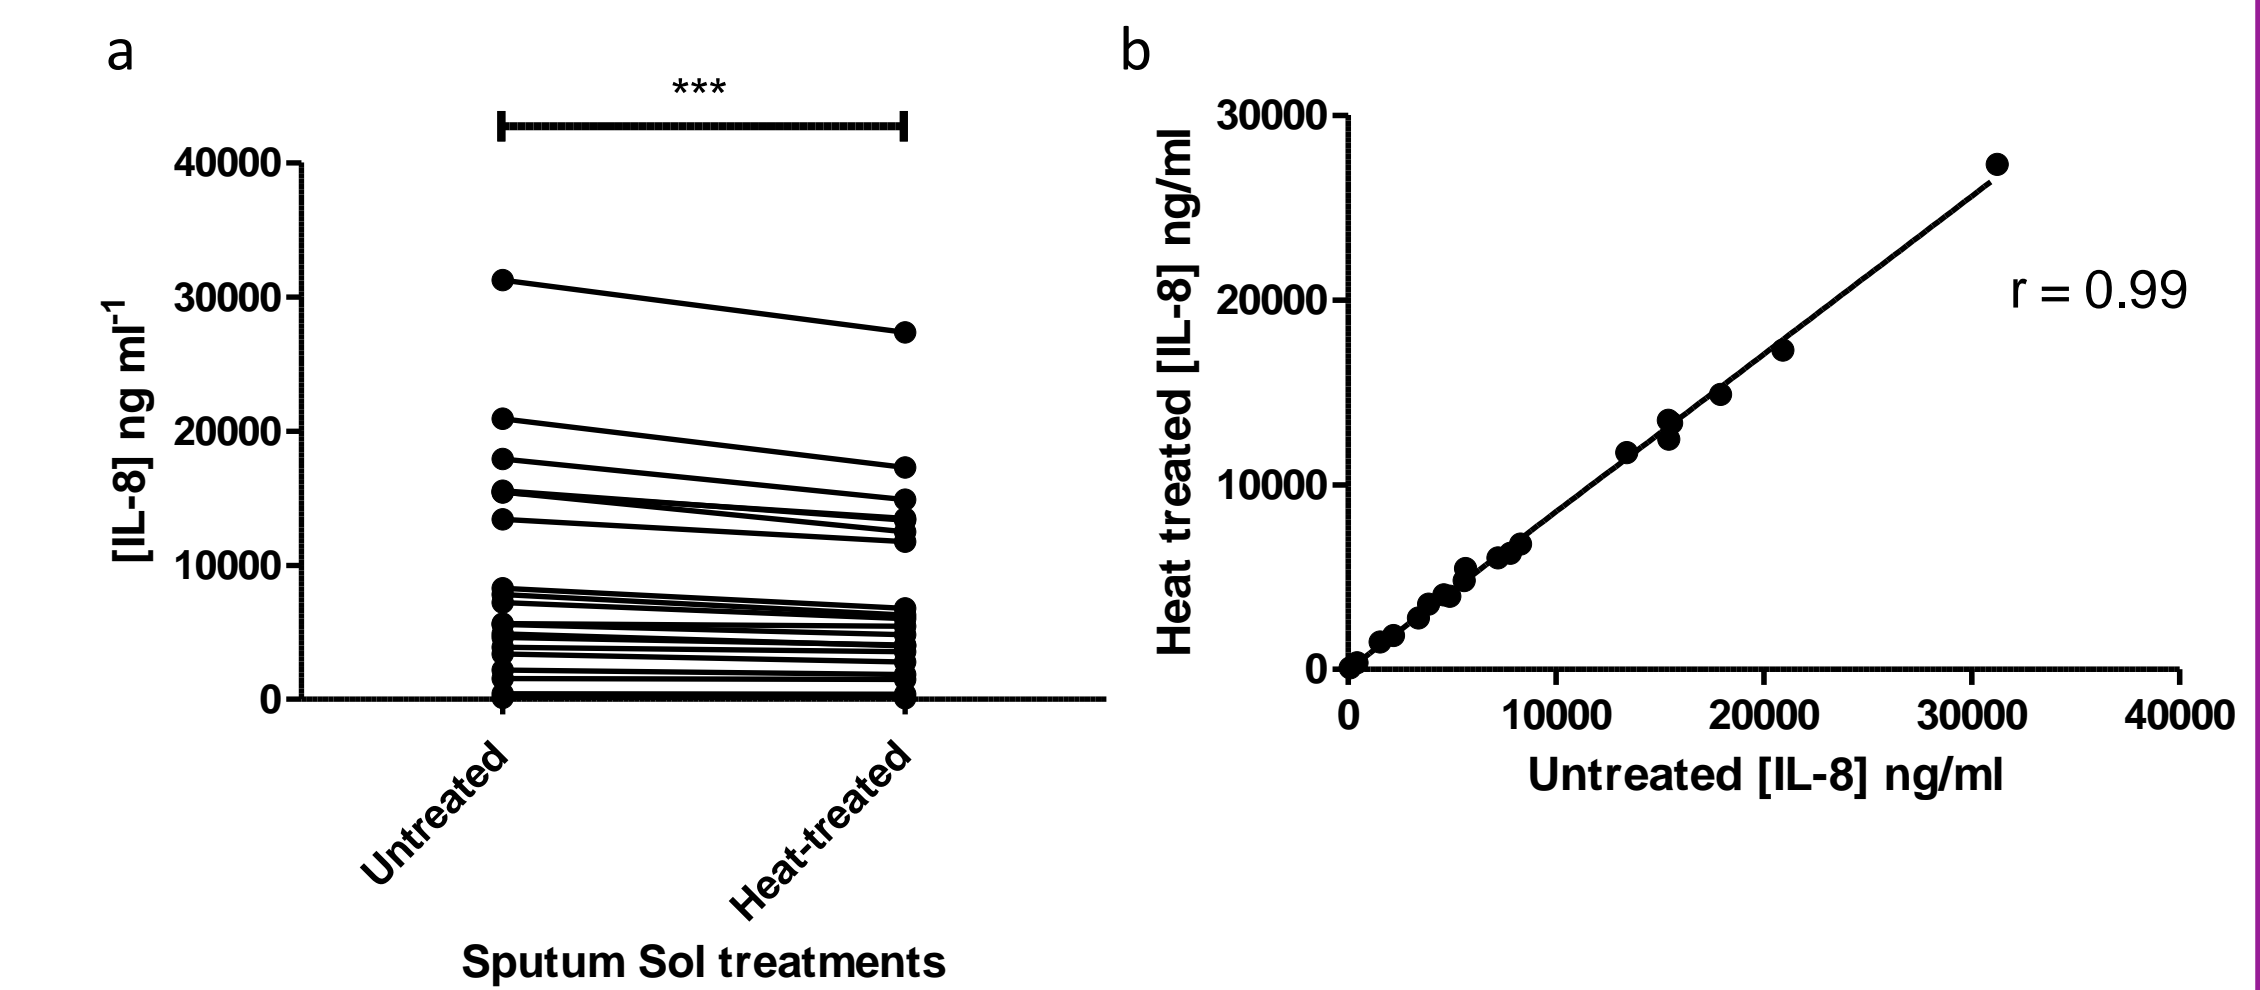 a
***
40000
30000
20000
10000
0
[IL-8] ng ml-1
Untreated
Heat-treated
Sputum Sol treatments
b
30000
20000
10000
0
Heat treated [IL-8] ng/ml
r = 0.99
0 10000 20000 30000 40000
Untreated [IL-8] ng/ml